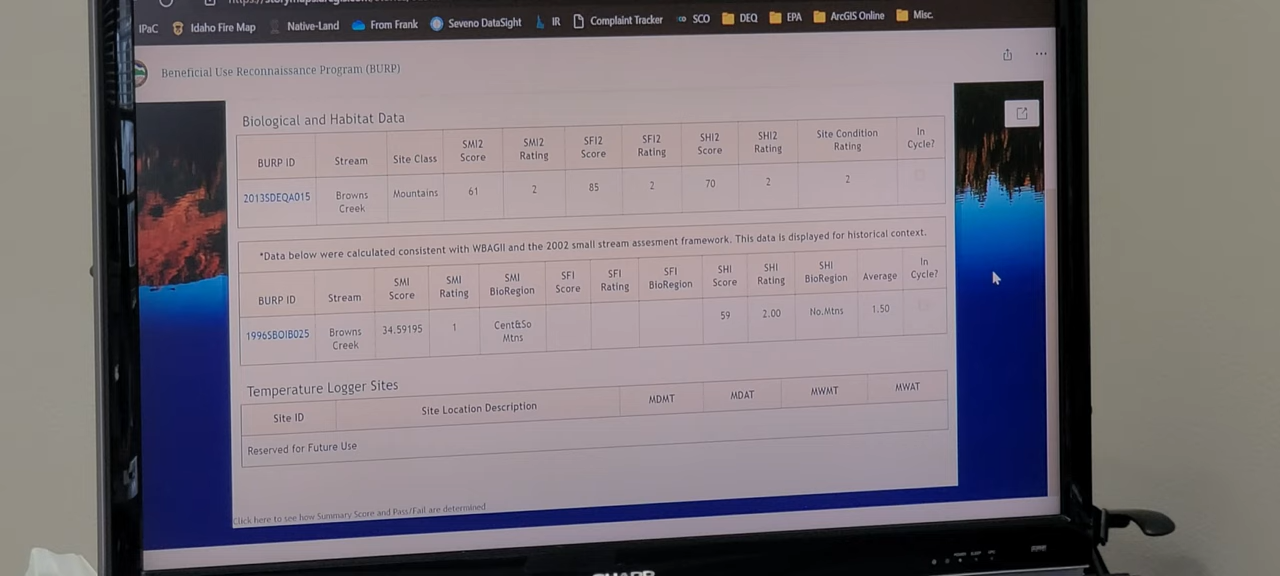 IPaC Idaho Fire Map Native-Land From Frank Seveno DataSight IR Complaint Tracker SCO DEQ EPA ArcGIS Online Misc.
Beneficial Use Reconnaissance Program (BURP)
Biological and Habitat Data
BURP ID Stream Site Class SMI2 Score SMI2 Rating SFI2 Score SFI2 Rating SHI2 Score SHI2 Rating Site Condition Rating In Cycle?
2013SDEQA015 Browns Creek Mountains 61 2 85 2 70 2 2
*Data below were calculated consistent with WBAGII and the 2002 small stream assesment framework. This data is displayed for historical context.
BURP ID Stream SMI Score SMI Rating SMI BioRegion SFI Score SFI Rating SFI BioRegion SHI Score SHI Rating SHI BioRegion Average In Cycle?
1996SBOIB025 Browns Creek 34.59195 1 Cent&So Mtns 59 2.00 No.Mtns 1.50
Temperature Logger Sites
Site ID Site Location Description MDMT MDAT MWMT MWAT
Reserved for Future Use
Click here to see how Summary Score and Pass/Fail are determined
SHARP